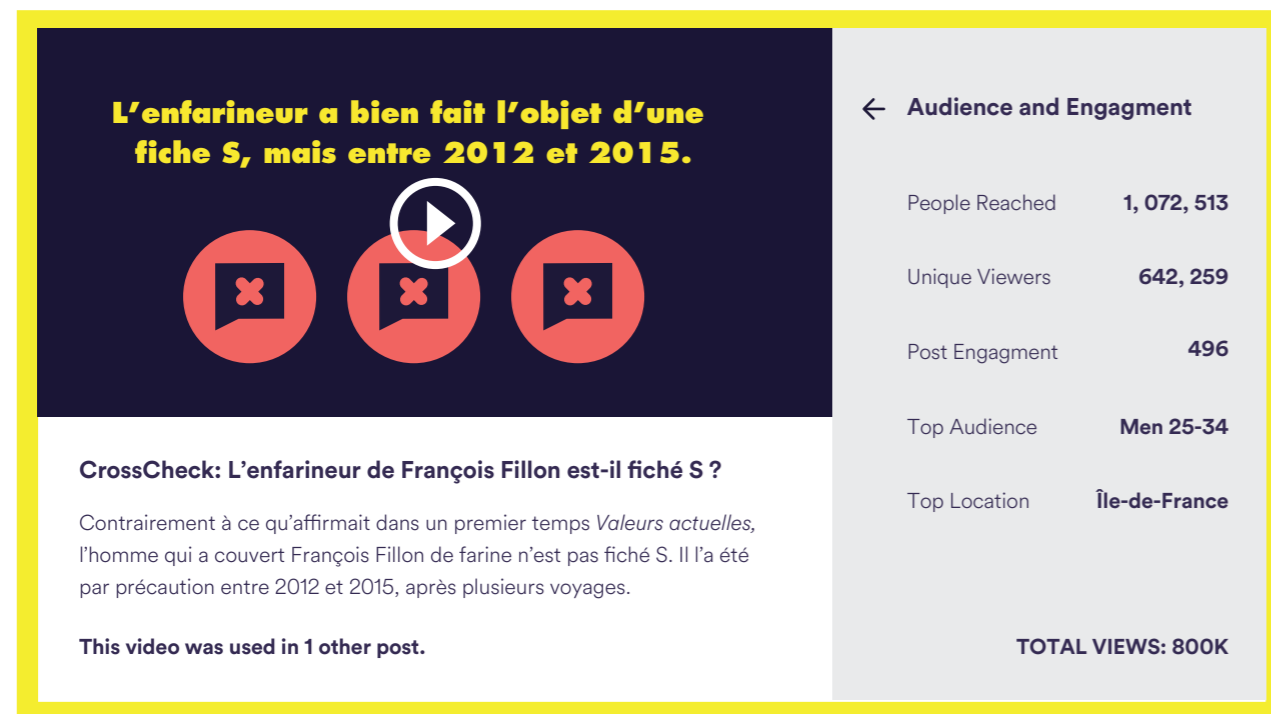 L’enfarineur a bien fait l’objet d’une
fiche S, mais entre 2012 et 2015.
CrossCheck: L’enfarineur de François Fillon est-il fiché S ?
Contrairement à ce qu’affirmait dans un premier temps Valeurs actuelles,
l’homme qui a couvert François Fillon de farine n’est pas fiché S. Il l’a été
par précaution entre 2012 et 2015, après plusieurs voyages.
This video was used in 1 other post.
Audience and Engagment
People Reached 1, 072, 513
Unique Viewers 642, 259
Post Engagment 496
Top Audience Men 25-34
Top Location Île-de-France
TOTAL VIEWS: 800K